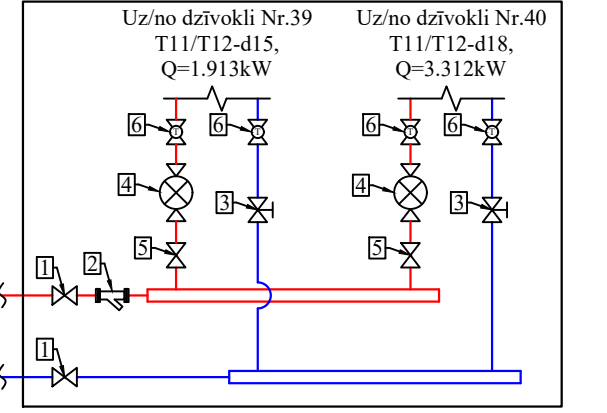 Uz/no dzīvokli Nr.39
T11/T12-d15,
Q=1.913kW
Uz/no dzīvokli Nr.40
T11/T12-d18,
Q=3.312kW
6
6
6
6
T
T
T
T
4
3
4
3
5
5
1
2
1